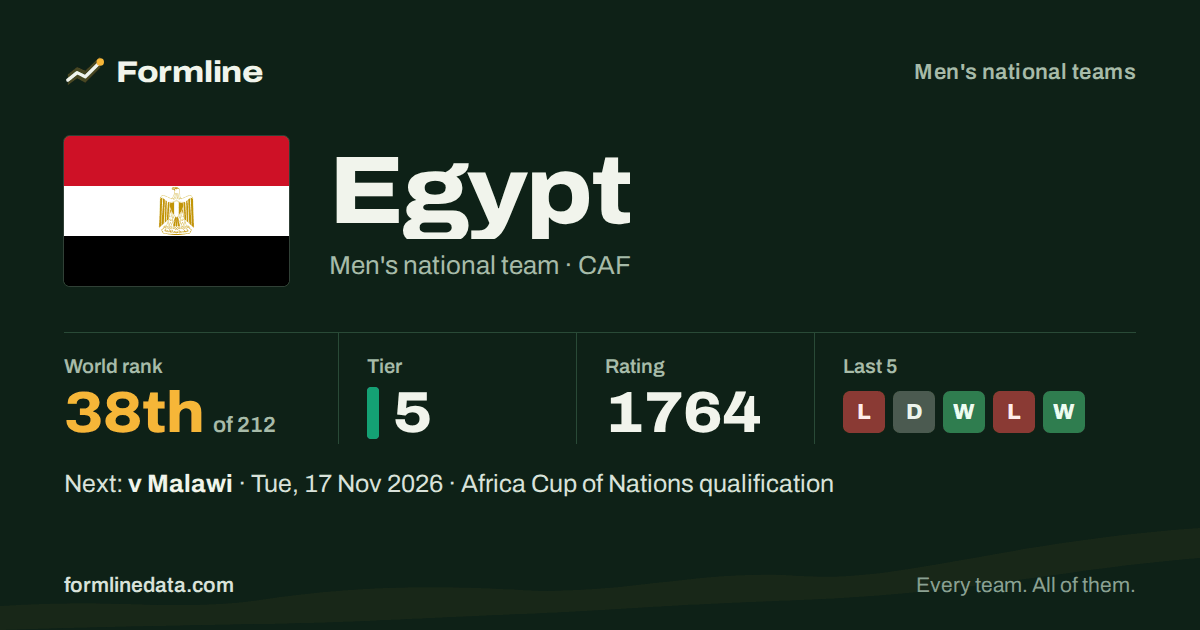 Formline
Men's national teams
Egypt
Men's national team · CAF
World rank
38th of 212
Tier
5
Rating
1764
Last 5
L D W L W
Next: v Malawi · Tue, 17 Nov 2026 · Africa Cup of Nations qualification
formlinedata.com
Every team. All of them.